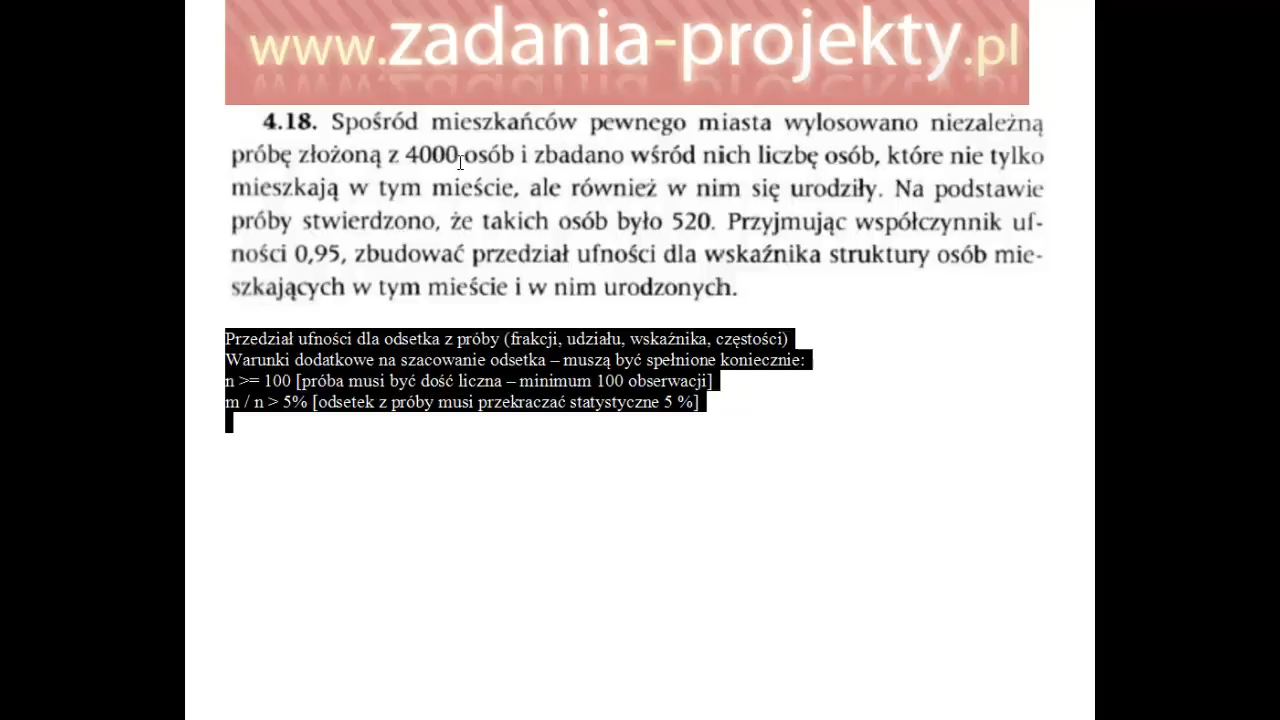 www.zadania-projekty.pl
4.18. Spośród mieszkańców pewnego miasta wylosowano niezależną
próbę złożoną z 4000 osób i zbadano wśród nich liczbę osób, które nie tylko
mieszkają w tym mieście, ale również w nim się urodziły. Na podstawie
próby stwierdzono, że takich osób było 520. Przyjmując współczynnik uf-
ności 0,95, zbudować przedział ufności dla wskaźnika struktury osób mie-
szkających w tym mieście i w nim urodzonych.
Przedział ufności dla odsetka z próby (frakcji, udziału, wskaźnika, częstości)
Warunki dodatkowe na szacowanie odsetka – muszą być spełnione koniecznie:
n >= 100 [próba musi być dość liczna – minimum 100 obserwacji]
m / n > 5% [odsetek z próby musi przekraczać statystyczne 5 %]